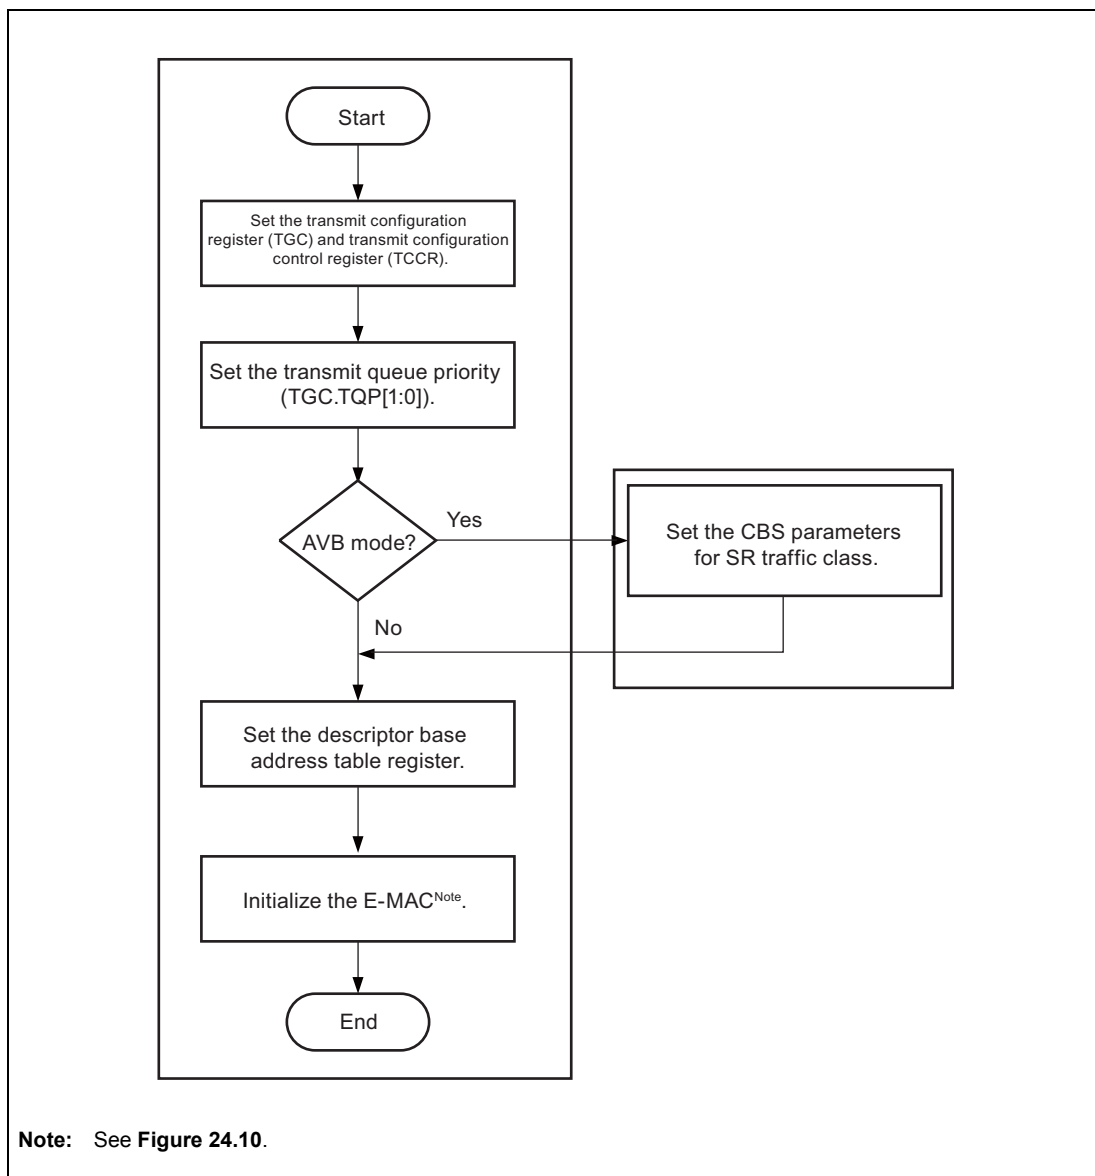 Start
Set the transmit configuration
register (TGC) and transmit configuration
control register (TCCR).
Set the transmit queue priority
(TGC.TQP[1:0]).
AVB mode?
Yes
Set the CBS parameters
for SR traffic class.
No
Set the descriptor base
address table register.
Initialize the E-MACNote.
End
Note: See Figure 24.10.